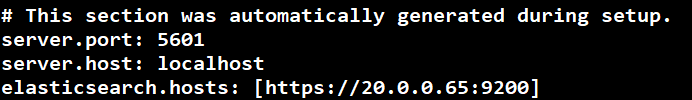 # This section was automatically generated during setup.
server.port: 5601
server.host: localhost
elasticsearch.hosts: [https://20.0.0.65:9200]